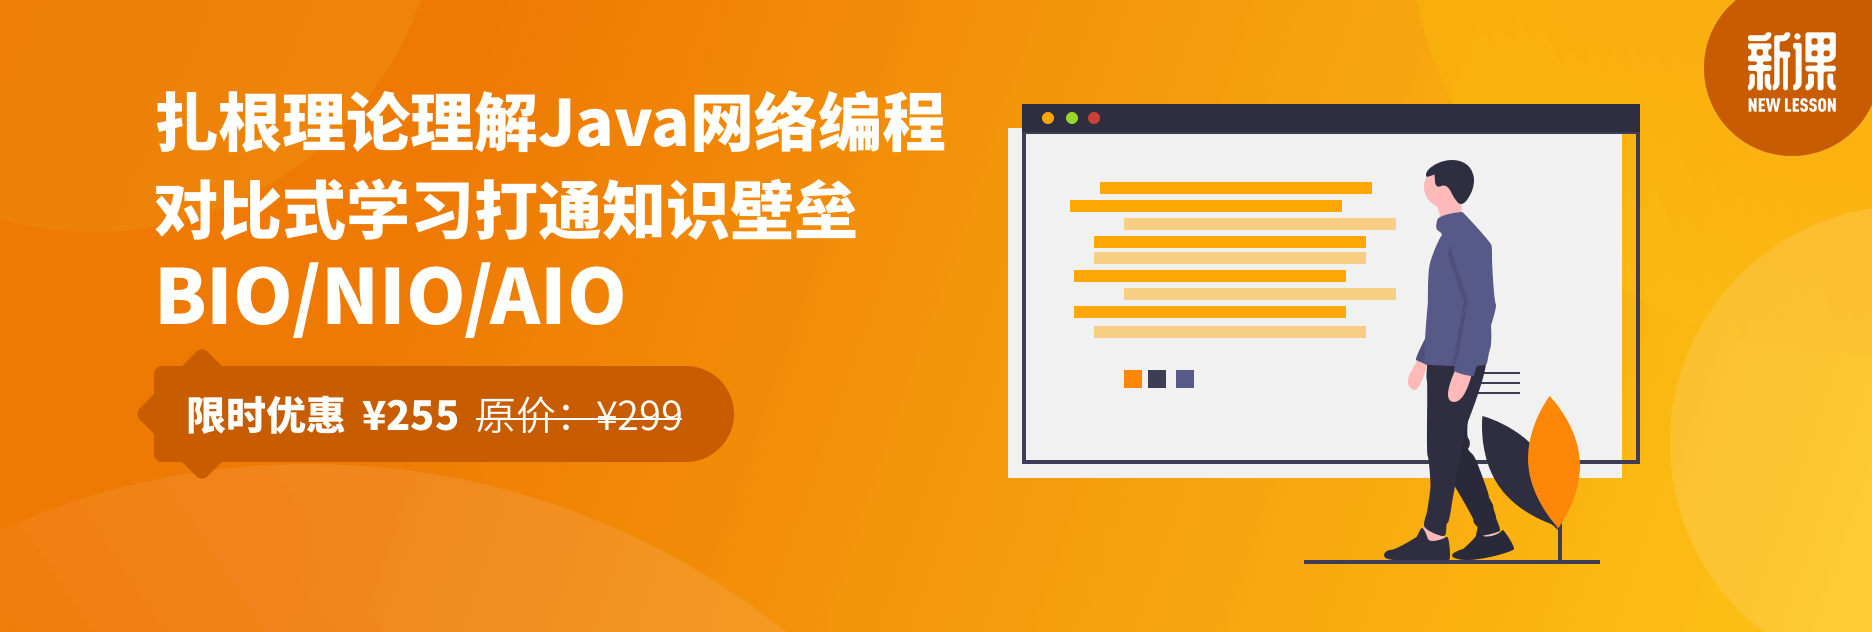 扎根理论理解Java网络编程
对比式学习打通知识壁垒
BIO/NIO/AIO
限时优惠 ¥255 原价：¥299
新课
NEW LESSON